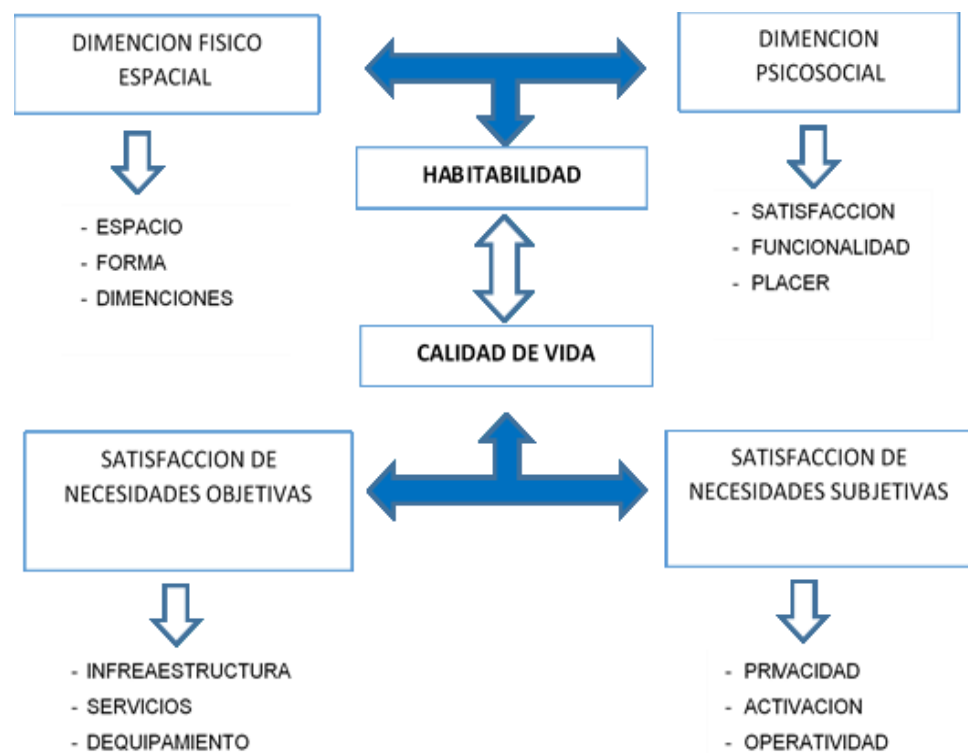 DIMENCION FISICO
ESPACIAL
DIMENCION
PSICOSOCIAL
HABITABILIDAD
- ESPACIO
- FORMA
- DIMENCIONES
- SATISFACCION
- FUNCIONALIDAD
- PLACER
CALIDAD DE VIDA
SATISFACCION DE
NECESIDADES OBJETIVAS
SATISFACCION DE
NECESIDADES SUBJETIVAS
- INFREAESTRUCTURA
- SERVICIOS
- DEQUIPAMIENTO
- PRIVACIDAD
- ACTIVACION
- OPERATIVIDAD